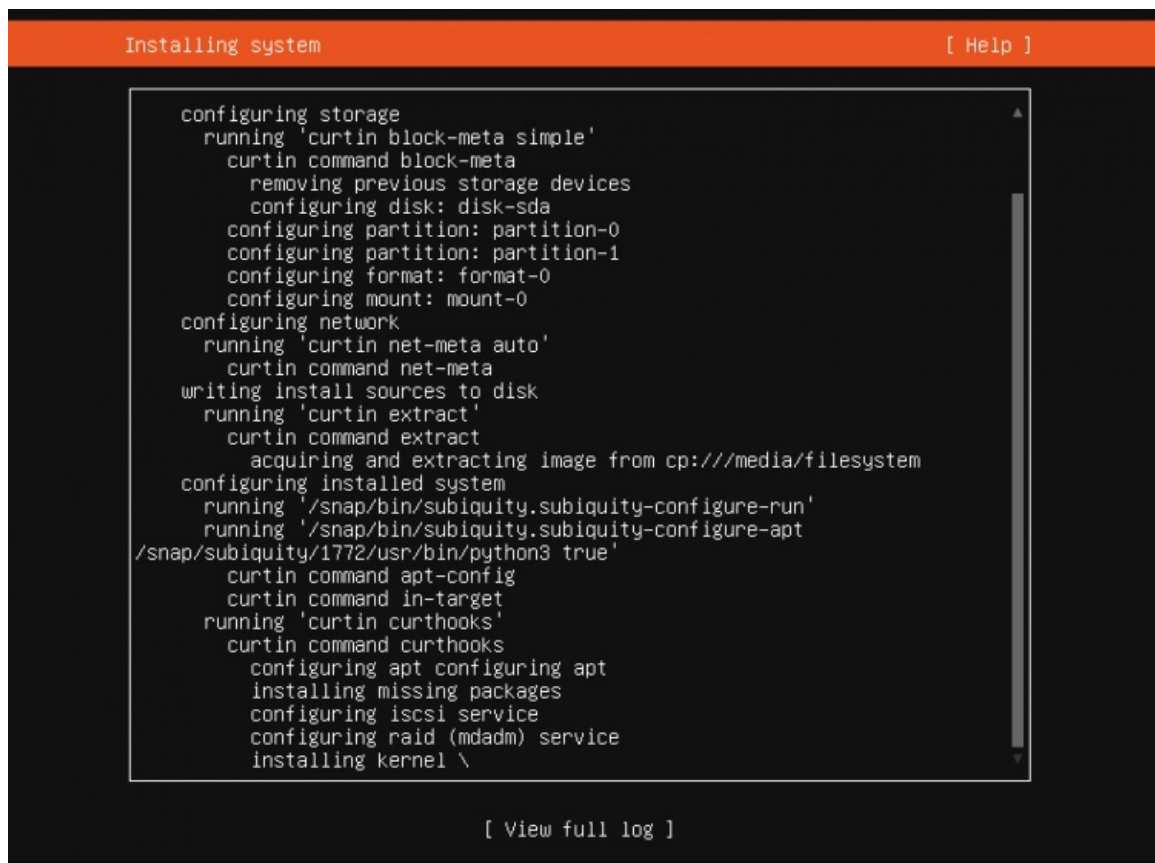 Installing system [ Help ]
configuring storage
running 'curtin block-meta simple'
curtin command block-meta
removing previous storage devices
configuring disk: disk-sda
configuring partition: partition-0
configuring partition: partition-1
configuring format: format-0
configuring mount: mount-0
configuring network
running 'curtin net-meta auto'
curtin command net-meta
writing install sources to disk
running 'curtin extract'
curtin command extract
acquiring and extracting image from cp:///media/filesystem
configuring installed system
running '/snap/bin/subiquity.subiquity-configure-run'
running '/snap/bin/subiquity.subiquity-configure-apt
/snap/subiquity/1772/usr/bin/python3 true'
curtin command apt-config
curtin command in-target
running 'curtin curthooks'
curtin command curthooks
configuring apt configuring apt
installing missing packages
configuring iscsi service
configuring raid (mdadm) service
installing kernel \
[ View full log ]